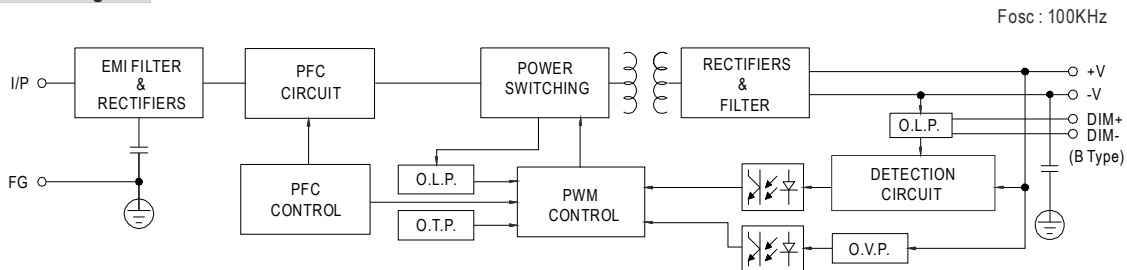 Fosc : 100KHz
I/P
EMI FILTER
&
RECTIFIERS
PFC
CIRCUIT
POWER
SWITCHING
RECTIFIERS
&
FILTER
+V
-V
DIM+
DIM-
(B Type)
O.L.P.
FG
PFC
CONTROL
O.L.P.
O.T.P.
PWM
CONTROL
DETECTION
CIRCUIT
O.V.P.